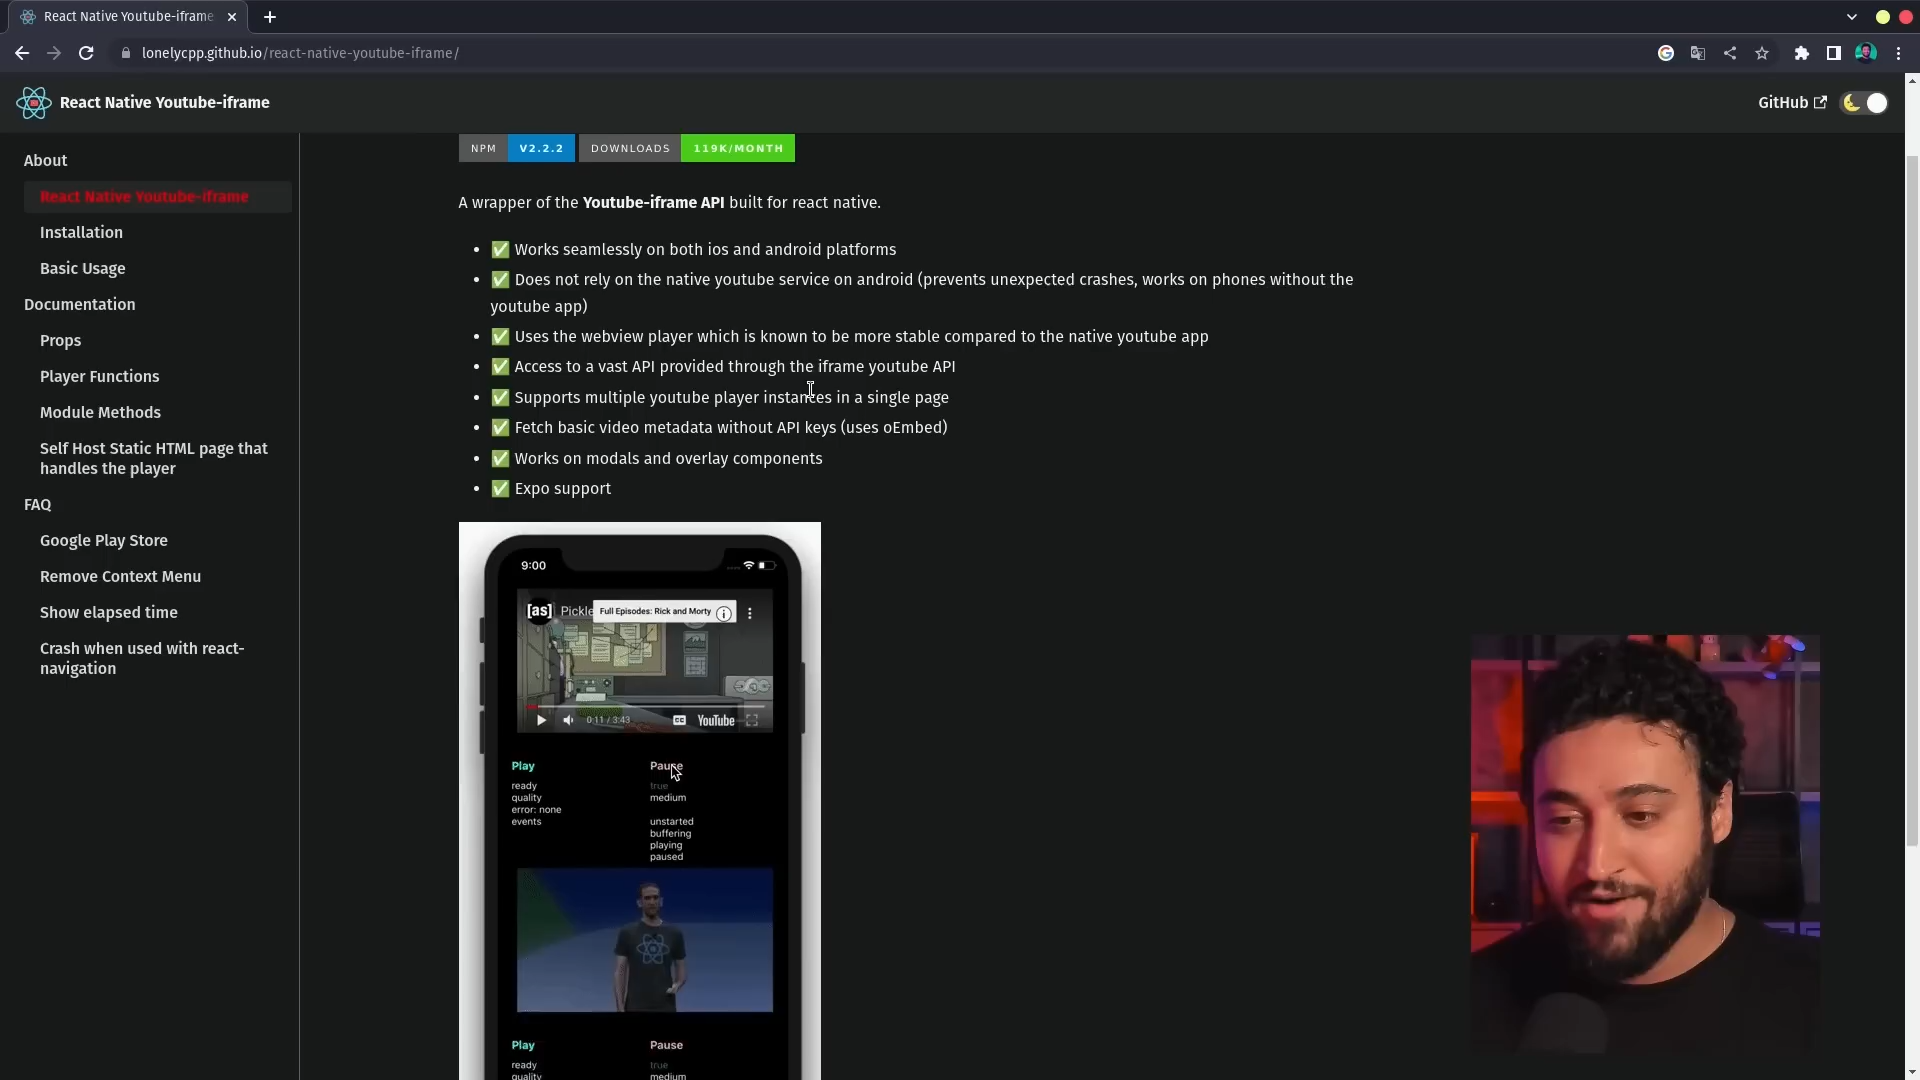 React Native Youtube-iframe
lonelycpp.github.io/react-native-youtube-iframe/
React Native Youtube-iframe
GitHub
About
React Native Youtube-iframe
Installation
Basic Usage
Documentation
Props
Player Functions
Module Methods
Self Host Static HTML page that
handles the player
FAQ
Google Play Store
Remove Context Menu
Show elapsed time
Crash when used with react-
navigation
NPM V2.2.2 DOWNLOADS 119K/MONTH
A wrapper of the Youtube-iframe API built for react native.
• ✅ Works seamlessly on both ios and android platforms
• ✅ Does not rely on the native youtube service on android (prevents unexpected crashes, works on phones without the
youtube app)
• ✅ Uses the webview player which is known to be more stable compared to the native youtube app
• ✅ Access to a vast API provided through the iframe youtube API
• ✅ Supports multiple youtube player instances in a single page
• ✅ Fetch basic video metadata without API keys (uses oEmbed)
• ✅ Works on modals and overlay components
• ✅ Expo support
9:00
[as] Pickle Full Episodes: Rick and Morty
0:11 / 3:43 CC YouTube
Play Pause
ready true
quality medium
error: none
events unstarted
buffering
playing
paused
Play Pause
ready true
quality medium